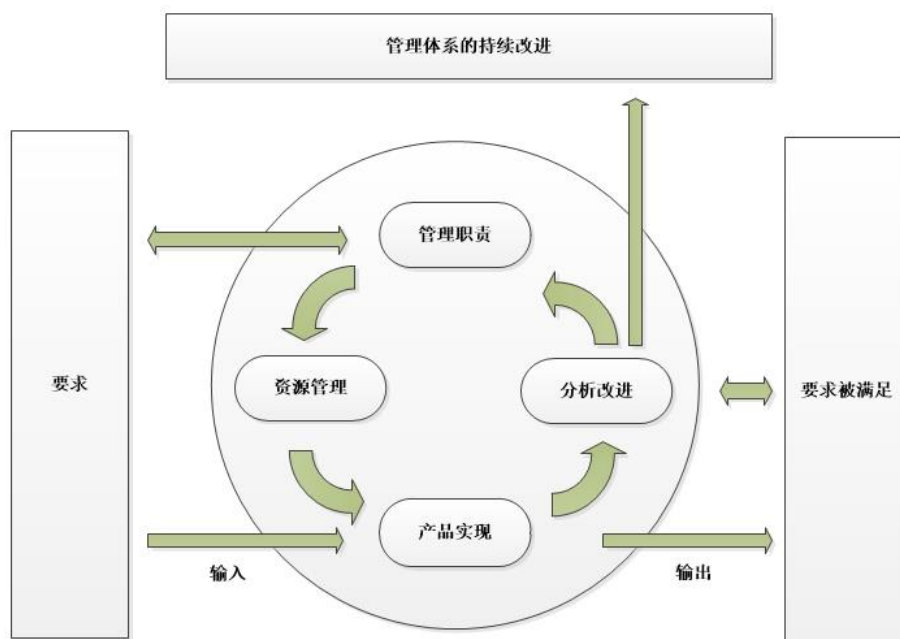 管理体系的持续改进
管理职责
要求
资源管理
分析改进
要求被满足
产品实现
输入
输出